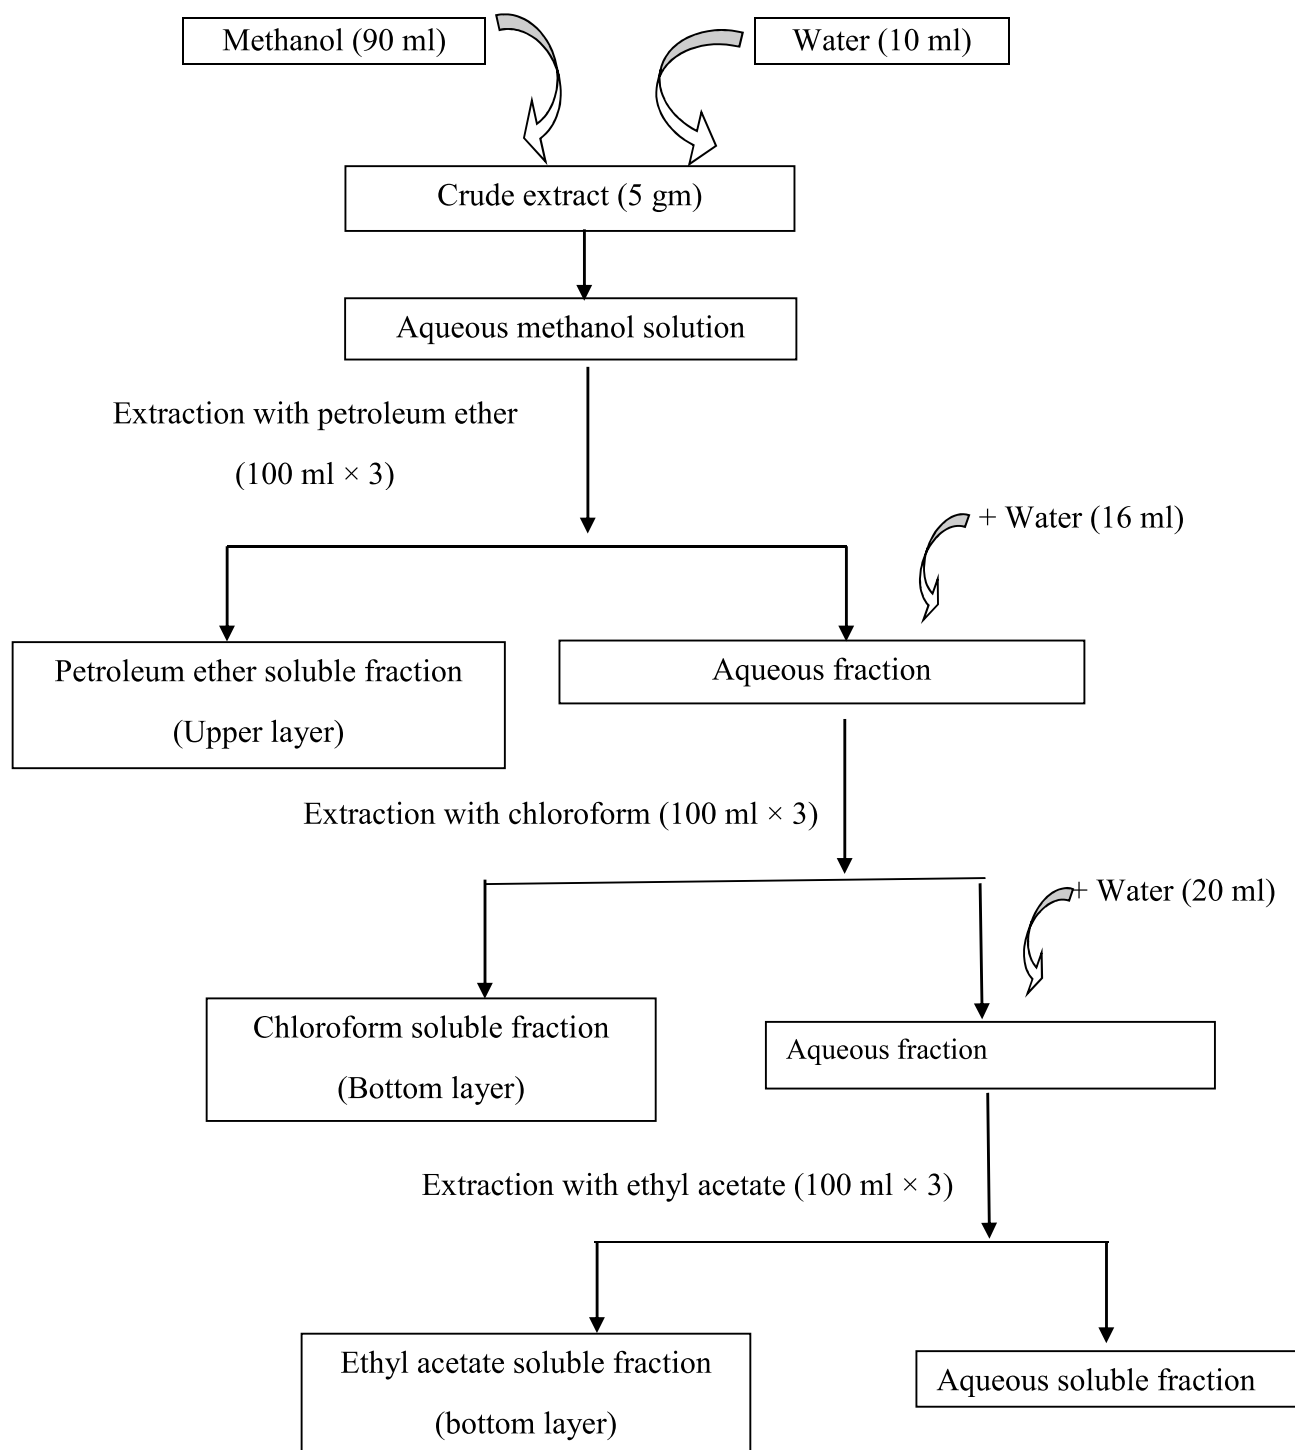 Methanol (90 ml)
Water (10 ml)
Crude extract (5 gm)
Aqueous methanol solution
Extraction with petroleum ether
(100 ml × 3)
+ Water (16 ml)
Petroleum ether soluble fraction
(Upper layer)
Aqueous fraction
Extraction with chloroform (100 ml × 3)
+ Water (20 ml)
Chloroform soluble fraction
(Bottom layer)
Aqueous fraction
Extraction with ethyl acetate (100 ml × 3)
Ethyl acetate soluble fraction
(bottom layer)
Aqueous soluble fraction